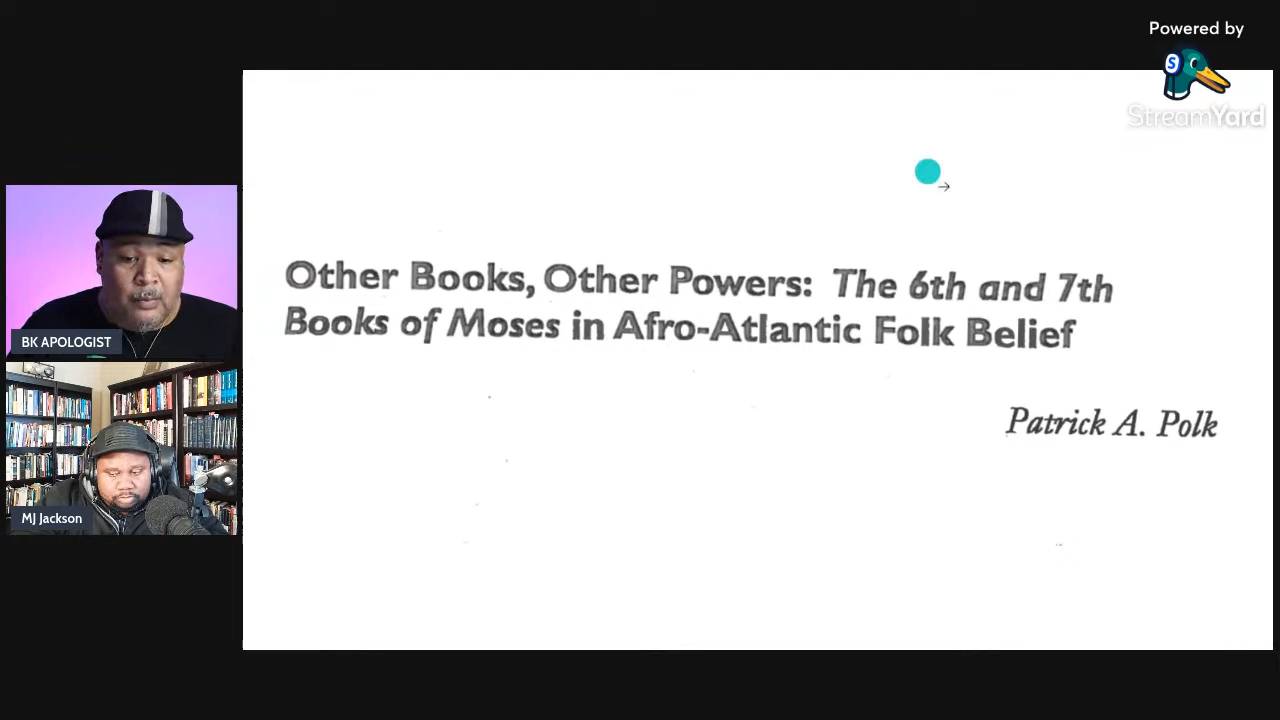 Powered by
S
StreamYard
Other Books, Other Powers: The 6th and 7th
Books of Moses in Afro-Atlantic Folk Belief
Patrick A. Polk
BK APOLOGIST
MJ Jackson